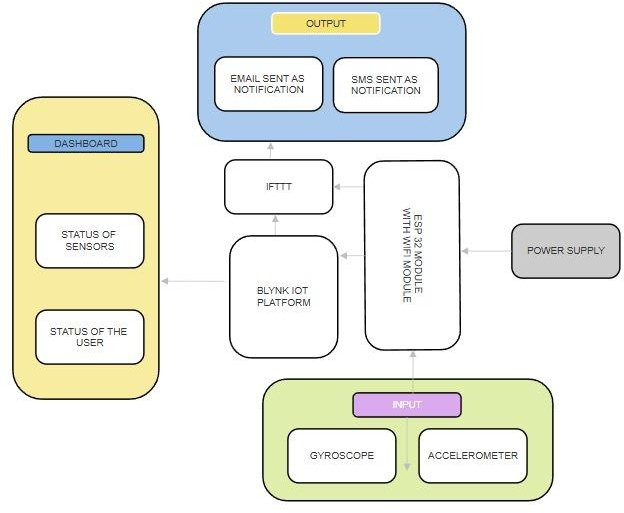 OUTPUT
EMAIL SENT AS
NOTIFICATION
SMS SENT AS
NOTIFICATION
DASHBOARD
STATUS OF
SENSORS
STATUS OF THE
USER
IFTTT
BLYNK IOT
PLATFORM
ESP 32 MODULE
WITH WIFI MODULE
POWER SUPPLY
INPUT
GYROSCOPE
ACCELEROMETER